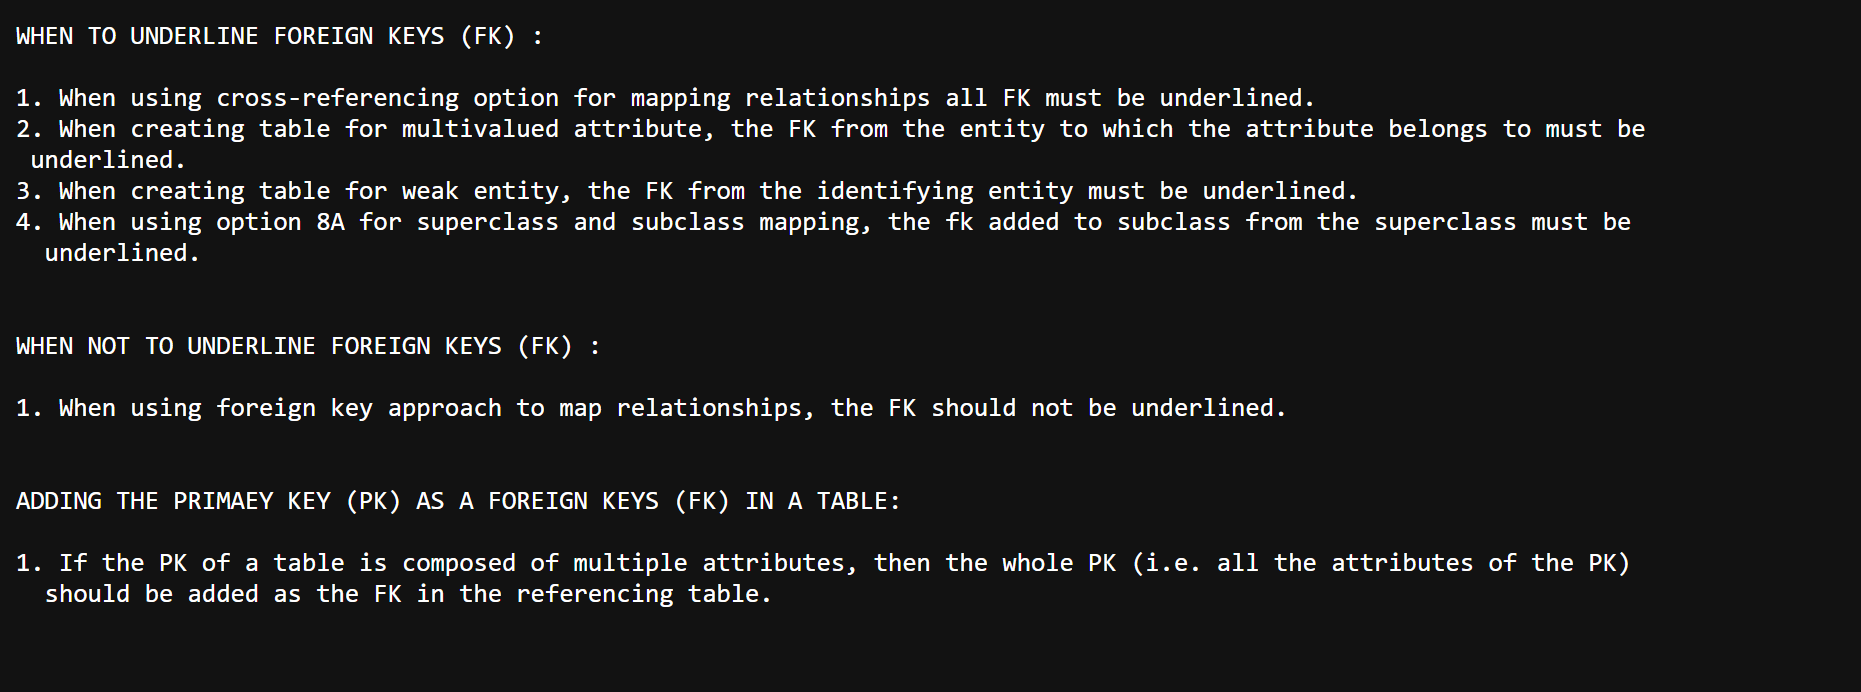 WHEN TO UNDERLINE FOREIGN KEYS (FK) :
1. When using cross-referencing option for mapping relationships all FK must be underlined.
2. When creating table for multivalued attribute, the FK from the entity to which the attribute belongs to must be
underlined.
3. When creating table for weak entity, the FK from the identifying entity must be underlined.
4. When using option 8A for superclass and subclass mapping, the fk added to subclass from the superclass must be
underlined.
WHEN NOT TO UNDERLINE FOREIGN KEYS (FK) :
1. When using foreign key approach to map relationships, the FK should not be underlined.
ADDING THE PRIMAEY KEY (PK) AS A FOREIGN KEYS (FK) IN A TABLE:
1. If the PK of a table is composed of multiple attributes, then the whole PK (i.e. all the attributes of the PK)
should be added as the FK in the referencing table.